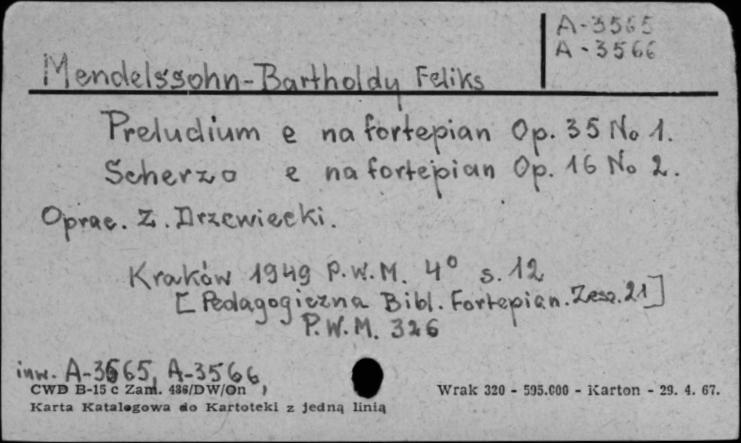 A-3565
A-3566
Mendelssohn-Bartholdy Feliks
Preludium e na fortepian Op. 35 No 1.
Scherzo e na fortepian Op. 16 No 2.
Oprac. Z. Drzewiecki.
Kraków 1949 P.W.M. 4° s. 12
[Pedagogiczna Bibl. Fortepian. Zesz. 21]
P.W.M. 326
inw. A-3565, A-3566
CWD B-15 c Zam. 486/DW/On
Wrak 320 - 595.000 - Karton - 29. 4. 67.
Karta Katalogowa do Kartoteki z jedną linią